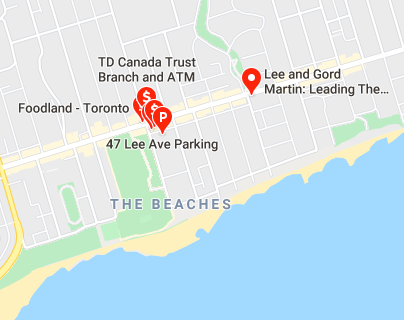 TD Canada Trust
Branch and ATM
Lee and Gord
Martin: Leading The...
Foodland - Toronto
$
$
P
47 Lee Ave Parking
THE BEACHES